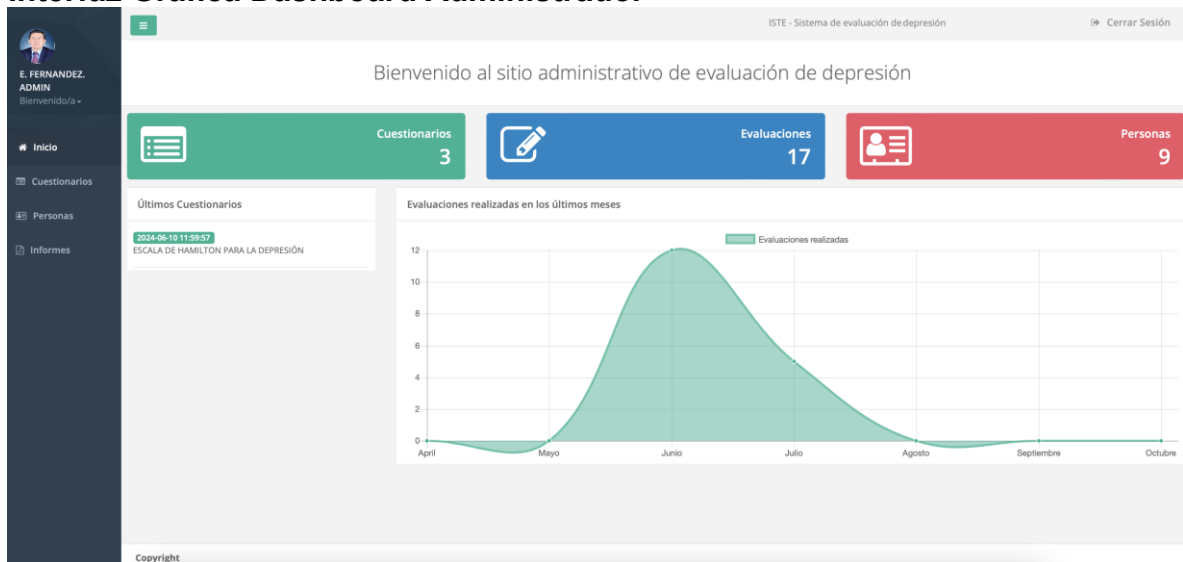 Interfaz Gráfica Dashboard Administrador
E. FERNANDEZ.
ADMIN
Bienvenido/a
Inicio
Cuestionarios
Personas
Informes
ISTE - Sistema de evaluación de depresión
Cerrar Sesión
Bienvenido al sitio administrativo de evaluación de depresión
Cuestionarios
3
Evaluaciones
17
Personas
9
Últimos Cuestionarios
2024-06-10 11:59:57
ESCALA DE HAMILTON PARA LA DEPRESIÓN
Evaluaciones realizadas en los últimos meses
Evaluaciones realizadas
12
10
8
6
4
2
0
April Mayo Junio Julio Agosto Septiembre Octubre
Copyright